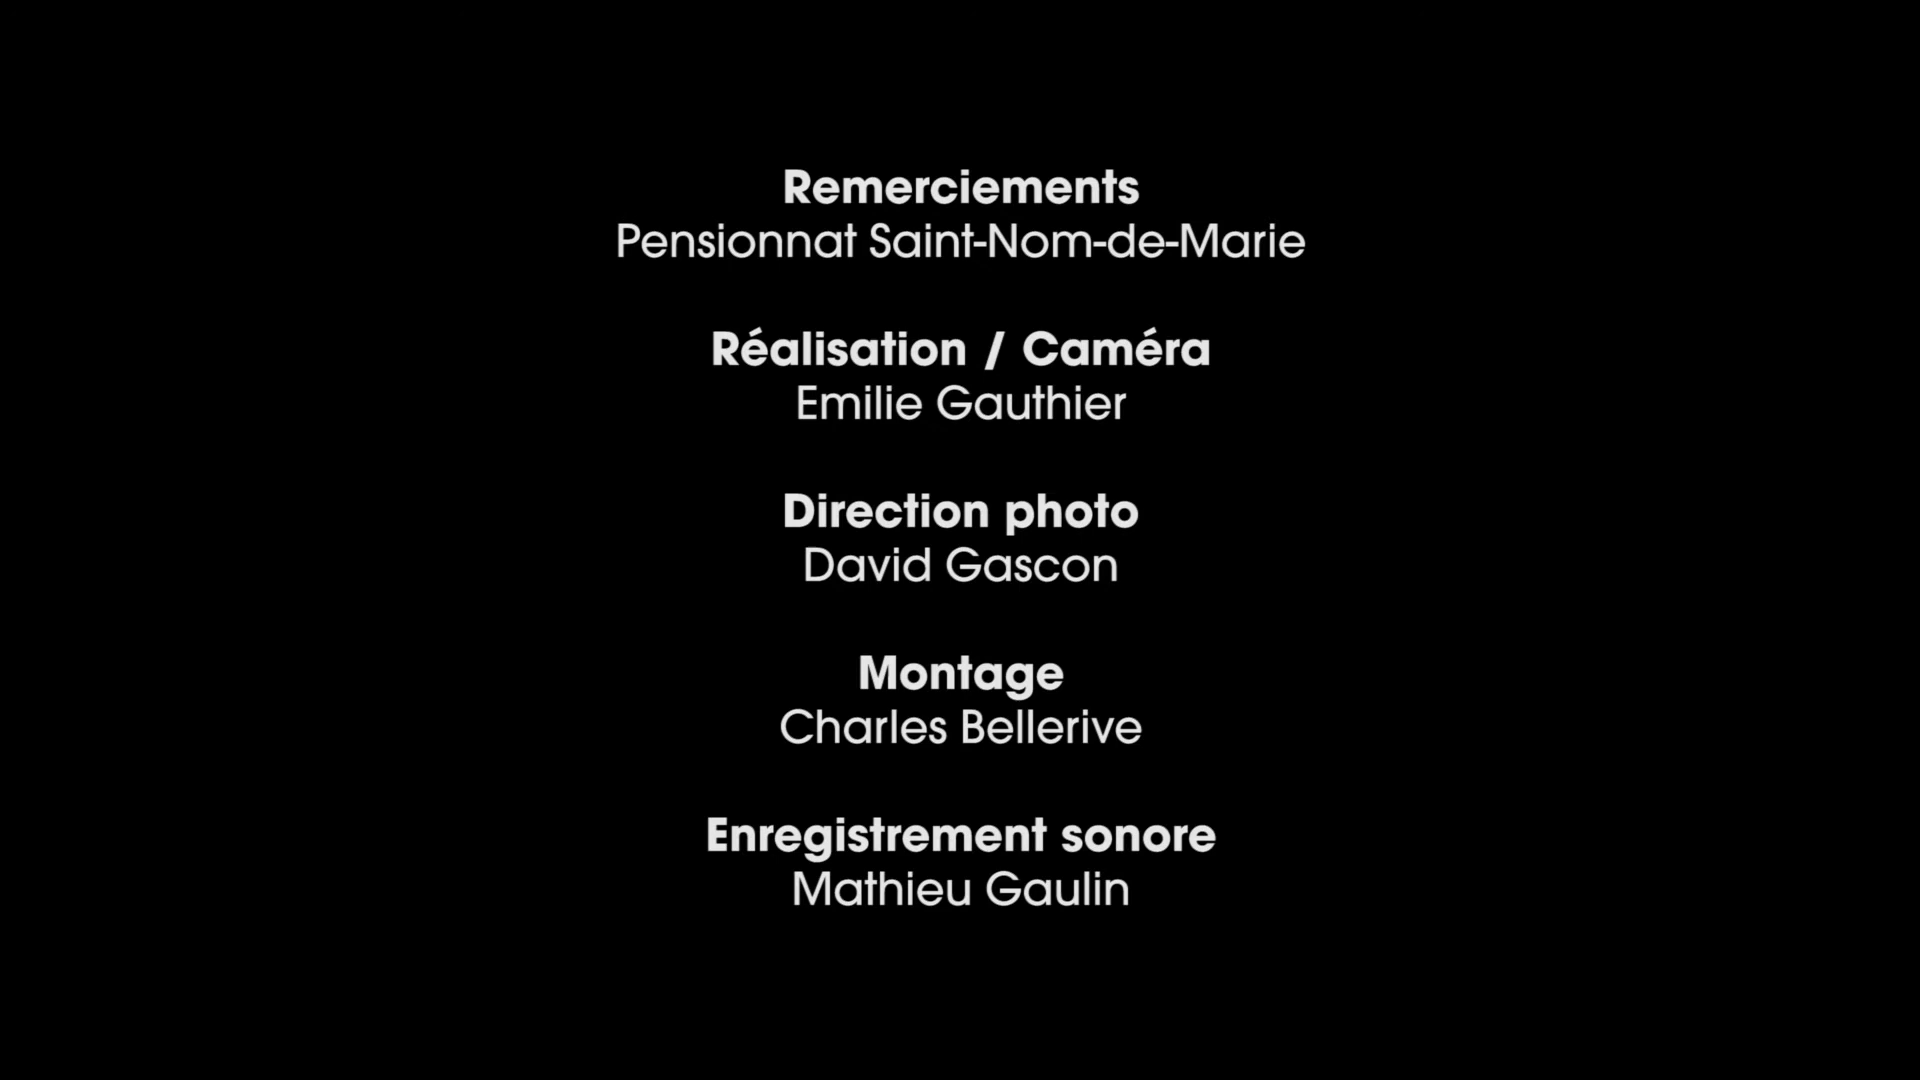 Remerciements
Pensionnat Saint-Nom-de-Marie
Réalisation / Caméra
Emilie Gauthier
Direction photo
David Gascon
Montage
Charles Bellerive
Enregistrement sonore
Mathieu Gaulin